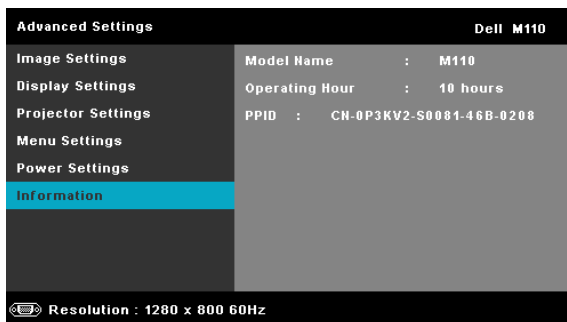 Advanced Settings Dell M110
Image Settings Model Name : M110
Display Settings Operating Hour : 10 hours
Projector Settings PPID : CN-0P3KV2-S0081-46B-0208
Menu Settings
Power Settings
Information
Resolution : 1280 x 800 60Hz